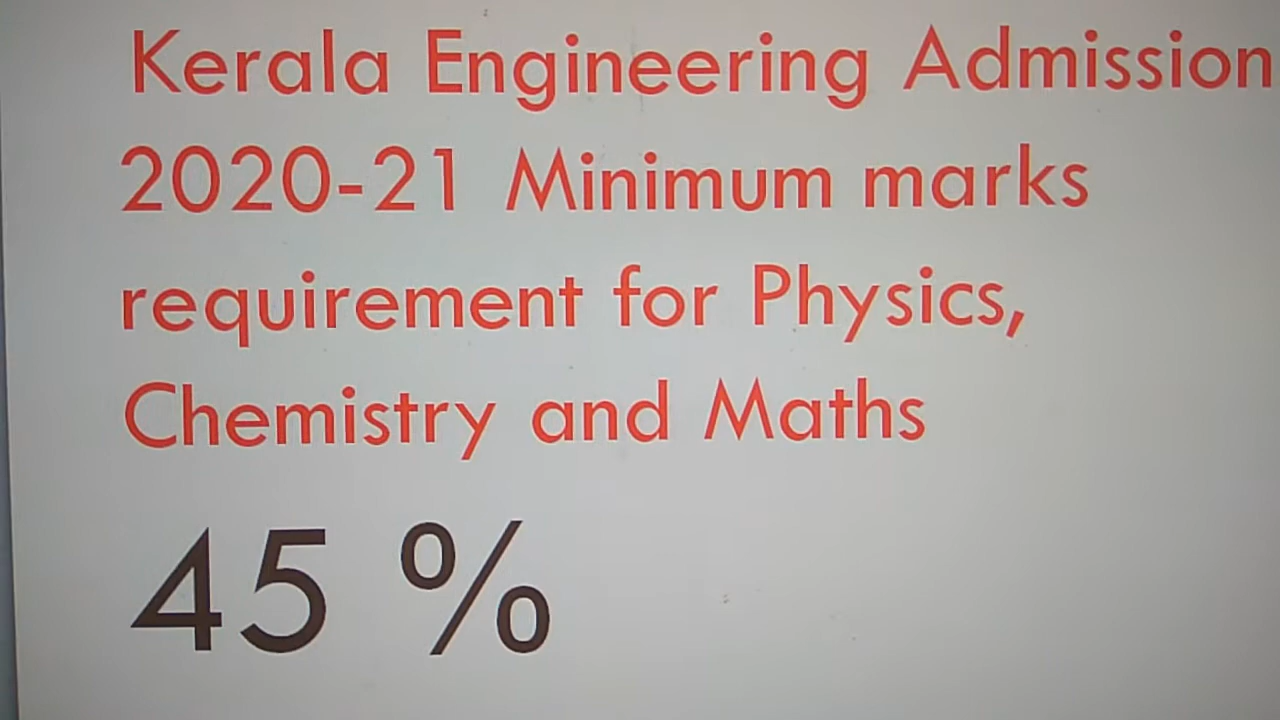 Kerala Engineering Admission
2020-21 Minimum marks
requirement for Physics,
Chemistry and Maths
45 %